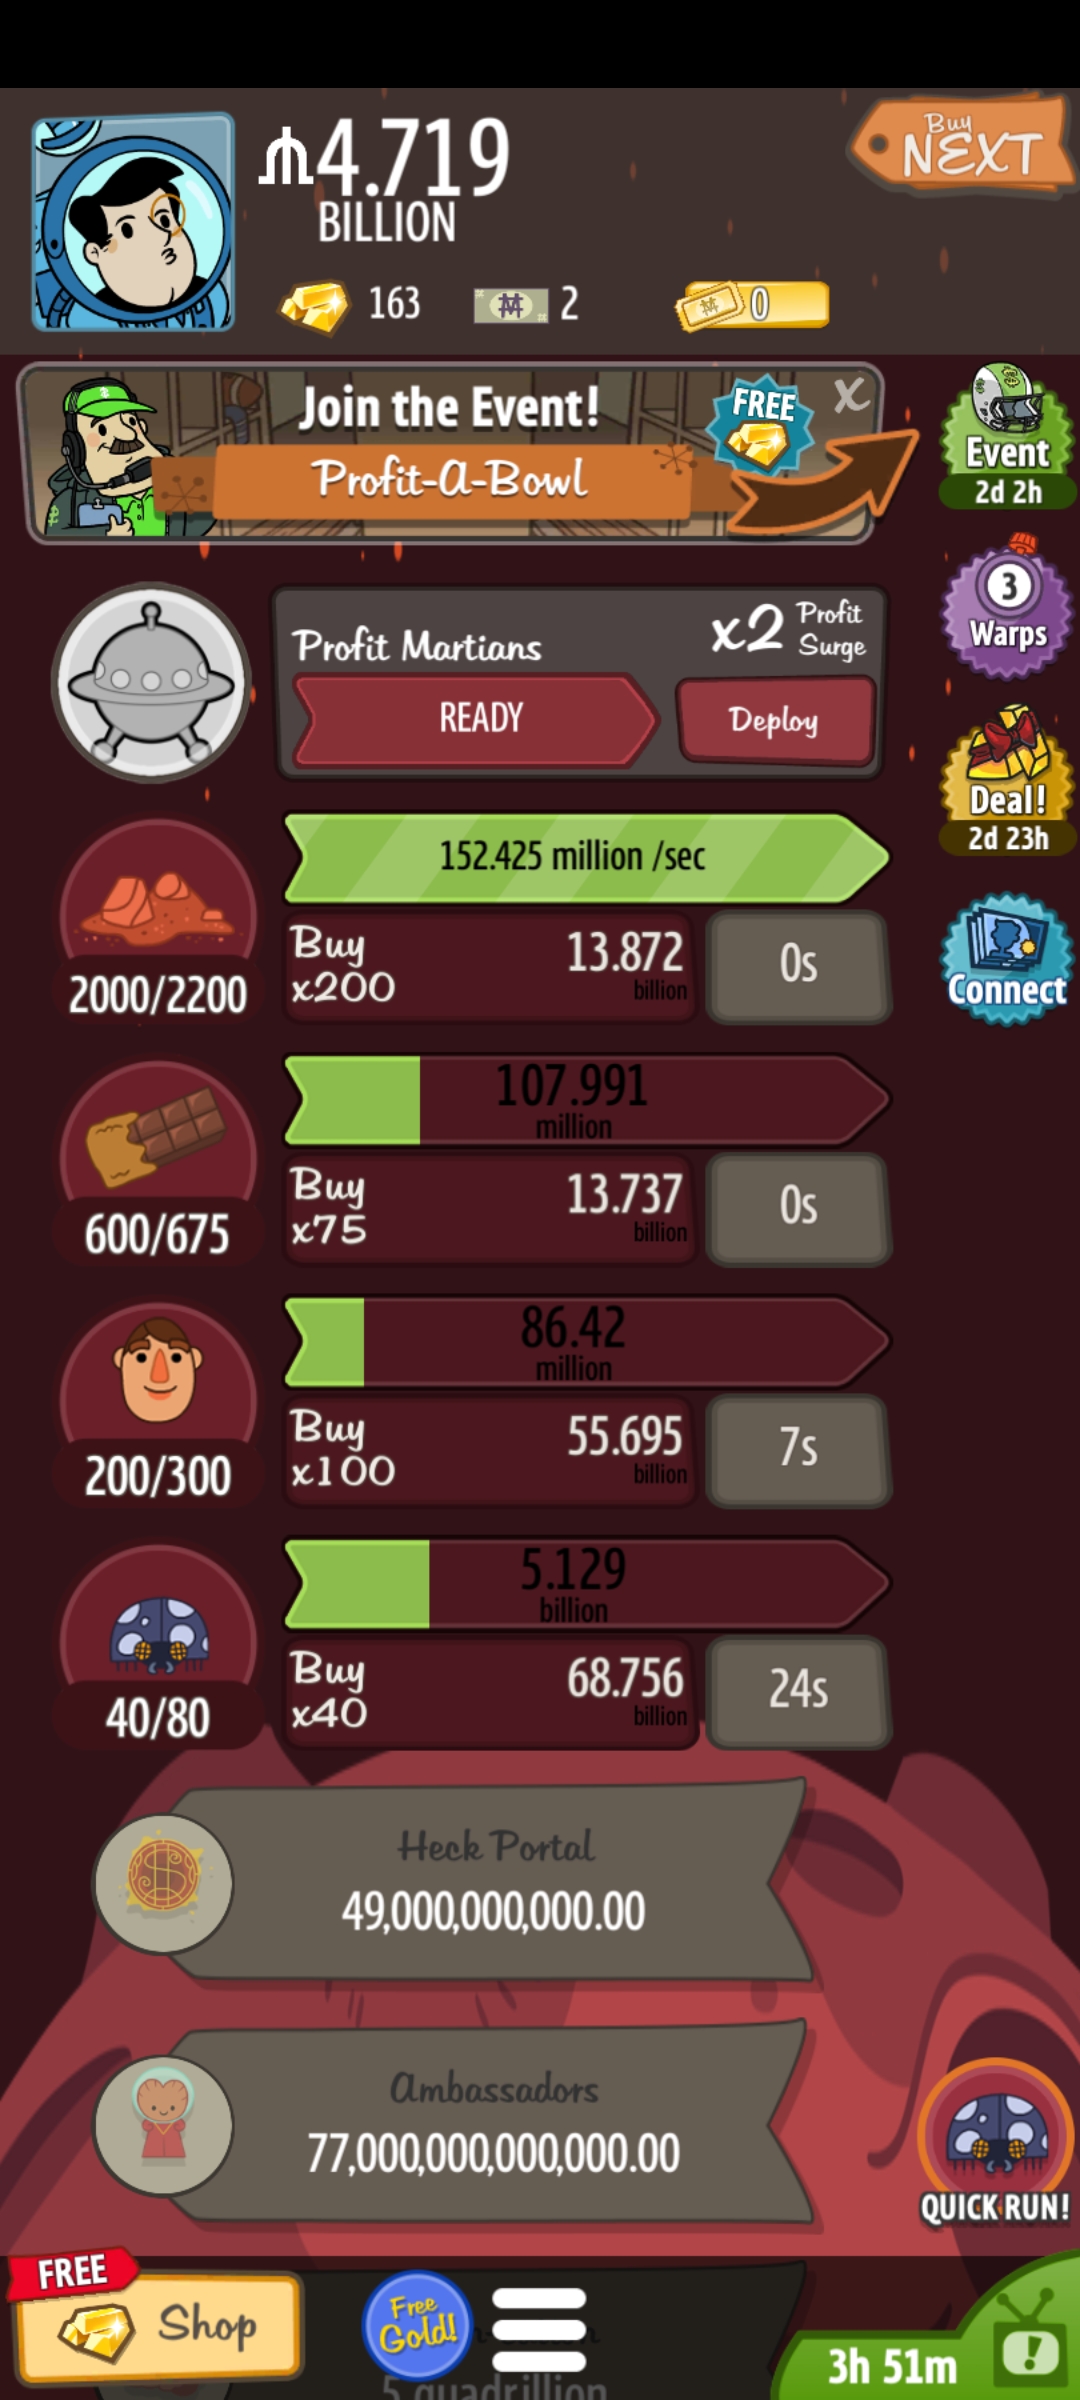 4.719
BILLION
Buy
NEXT
163
2
0
Join the Event!
Profit-A-Bowl
FREE
X
Event
2d 2h
3
Warps
Profit Martians
x2 Profit Surge
READY
Deploy
Deal!
2d 23h
152.425 million /sec
2000/2200
Buy
x200
13.872
billion
0s
Connect
107.991
million
600/675
Buy
x75
13.737
billion
0s
86.42
million
200/300
Buy
x100
55.695
billion
7s
5.129
billion
40/80
Buy
x40
68.756
billion
24s
Heck Portal
49,000,000,000.00
Ambassadors
77,000,000,000,000.00
QUICK RUN!
FREE
Shop
Free
Gold!
5 quadrillion
3h 51m